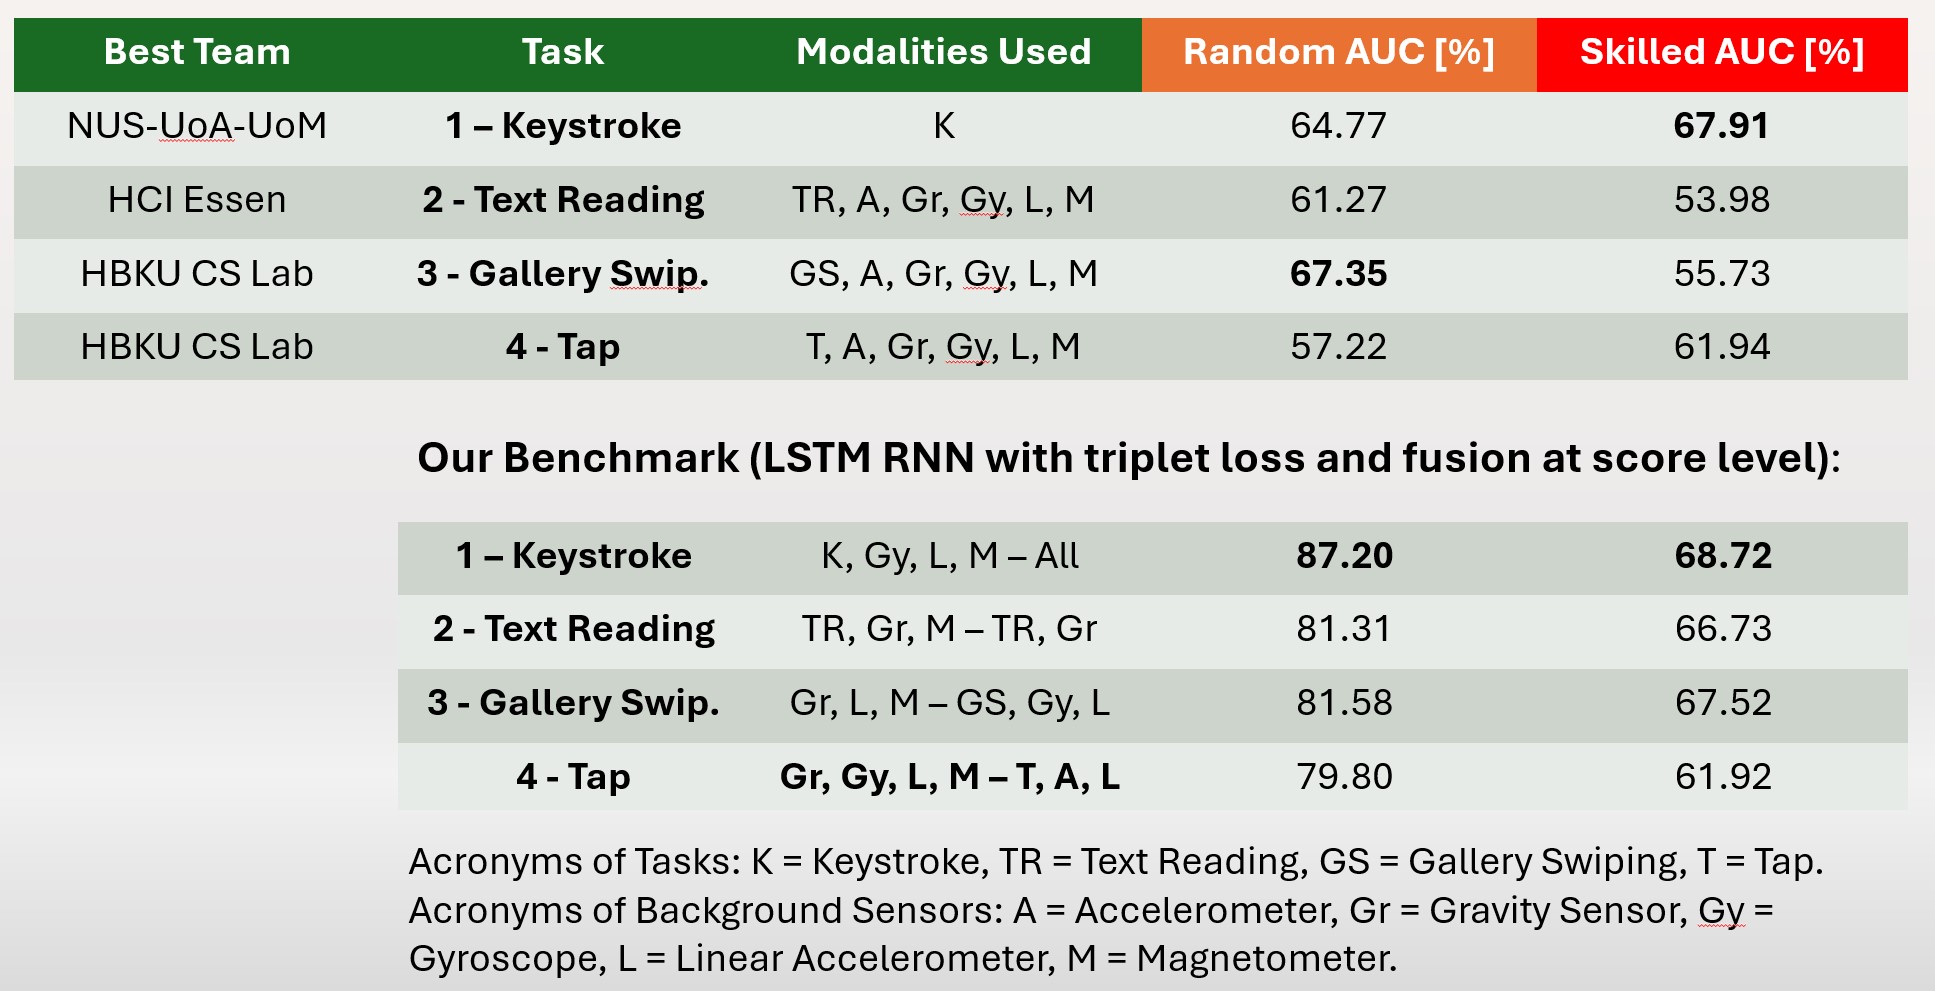 Best Team Task Modalities Used Random AUC [%] Skilled AUC [%]
NUS-UoA-UoM 1 – Keystroke K 64.77 67.91
HCI Essen 2 - Text Reading TR, A, Gr, Gy, L, M 61.27 53.98
HBKU CS Lab 3 - Gallery Swip. GS, A, Gr, Gy, L, M 67.35 55.73
HBKU CS Lab 4 - Tap T, A, Gr, Gy, L, M 57.22 61.94
Our Benchmark (LSTM RNN with triplet loss and fusion at score level):
1 – Keystroke K, Gy, L, M – All 87.20 68.72
2 - Text Reading TR, Gr, M – TR, Gr 81.31 66.73
3 - Gallery Swip. Gr, L, M – GS, Gy, L 81.58 67.52
4 - Tap Gr, Gy, L, M – T, A, L 79.80 61.92
Acronyms of Tasks: K = Keystroke, TR = Text Reading, GS = Gallery Swiping, T = Tap.
Acronyms of Background Sensors: A = Accelerometer, Gr = Gravity Sensor, Gy =
Gyroscope, L = Linear Accelerometer, M = Magnetometer.